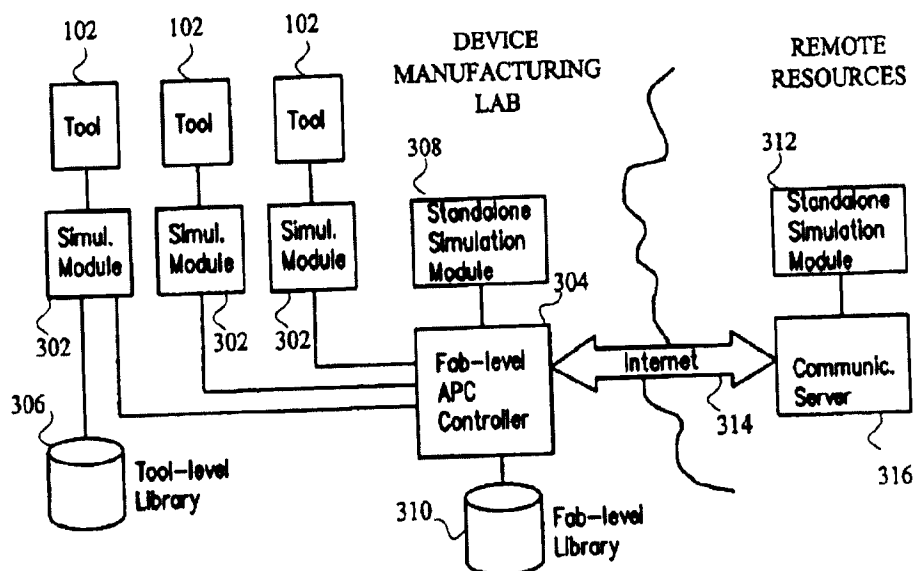 102
102
102
DEVICE
MANUFACTURING
LAB
REMOTE
RESOURCES
Tool
Tool
Tool
308
Standalone
Simulation
Module
312
Standalone
Simulation
Module
Simul.
Module
Simul.
Module
Simul.
Module
302
302
302
304
Fab-level
APC
Controller
Internet
314
Communic.
Server
316
306
Tool-level
Library
310
Fab-level
Library